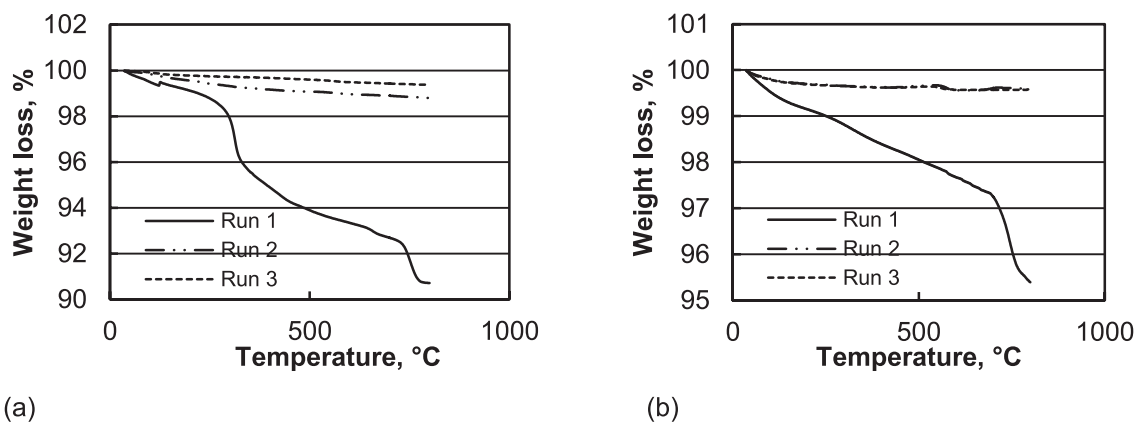 102
100
98
96
94
92
90
Weight loss, %
Run 1
Run 2
Run 3
0
500
1000
Temperature, °C
(a)
101
100
99
98
97
96
95
Weight loss, %
Run 1
Run 2
Run 3
0
500
1000
Temperature, °C
(b)